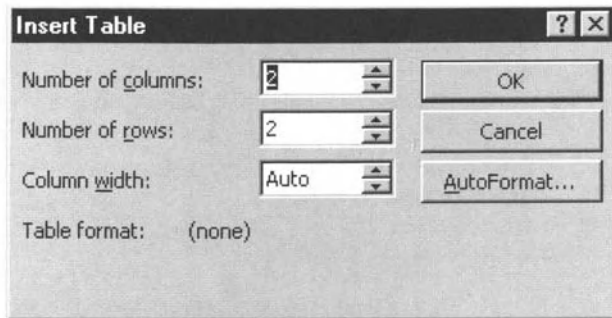 Insert Table
Number of columns: 2 OK
Number of rows: 2 Cancel
Column width: Auto AutoFormat...
Table format: (none)